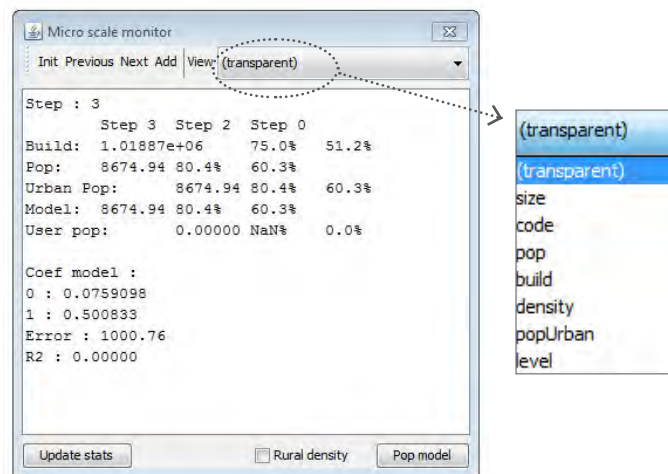 Micro scale monitor
Init Previous Next Add View: (transparent)
Step : 3
Step 3 Step 2 Step 0
Build: 1.01887e+06 75.0% 51.2%
Pop: 8674.94 80.4% 60.3%
Urban Pop: 8674.94 80.4% 60.3%
Model: 8674.94 80.4% 60.3%
User pop: 0.00000 NaN% 0.0%
Coef model :
0 : 0.0759098
1 : 0.500833
Error : 1000.76
R2 : 0.00000
Update stats Rural density Pop model
(transparent)
(transparent)
size
code
pop
build
density
popUrban
level